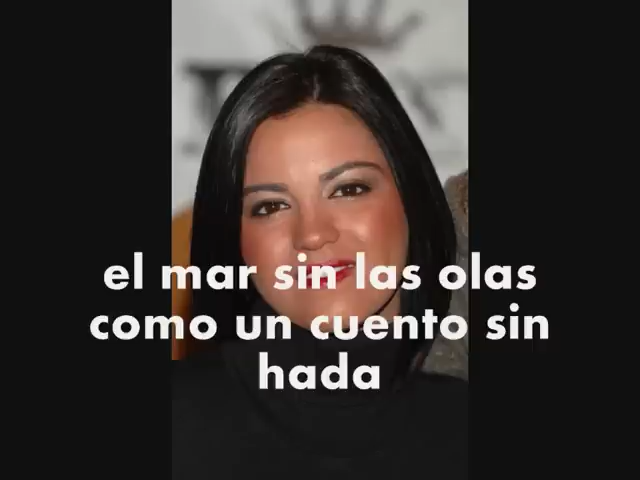 el mar sin las olas
como un cuento sin
hada